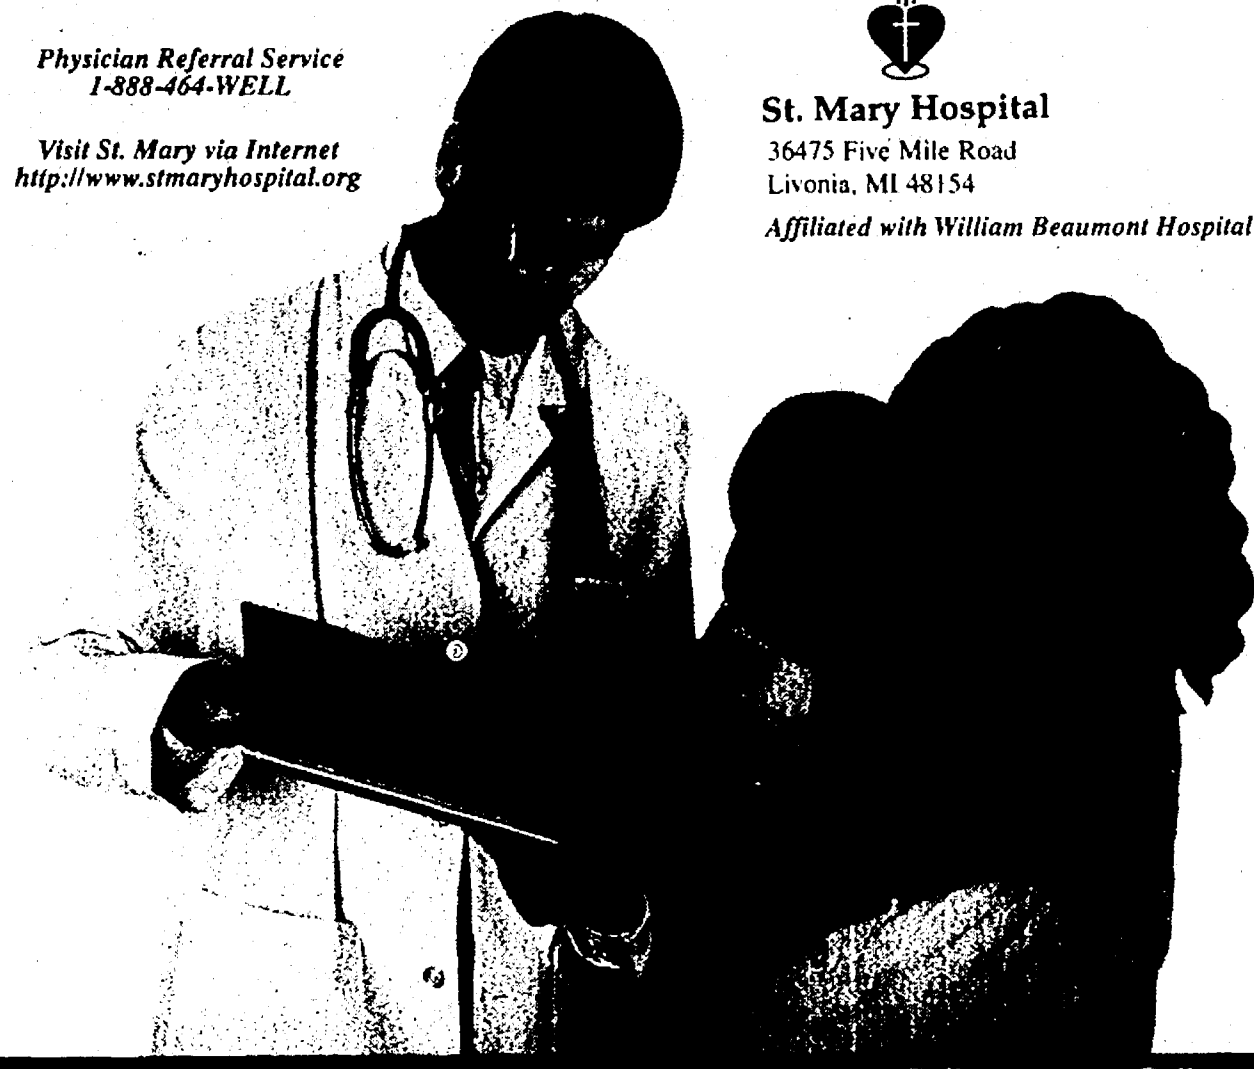 Physician Referral Service
1-888-464-WELL
Visit St. Mary via Internet
http://www.stmaryhospital.org
St. Mary Hospital
36475 Five Mile Road
Livonia, MI 48154
Affiliated with William Beaumont Hospital